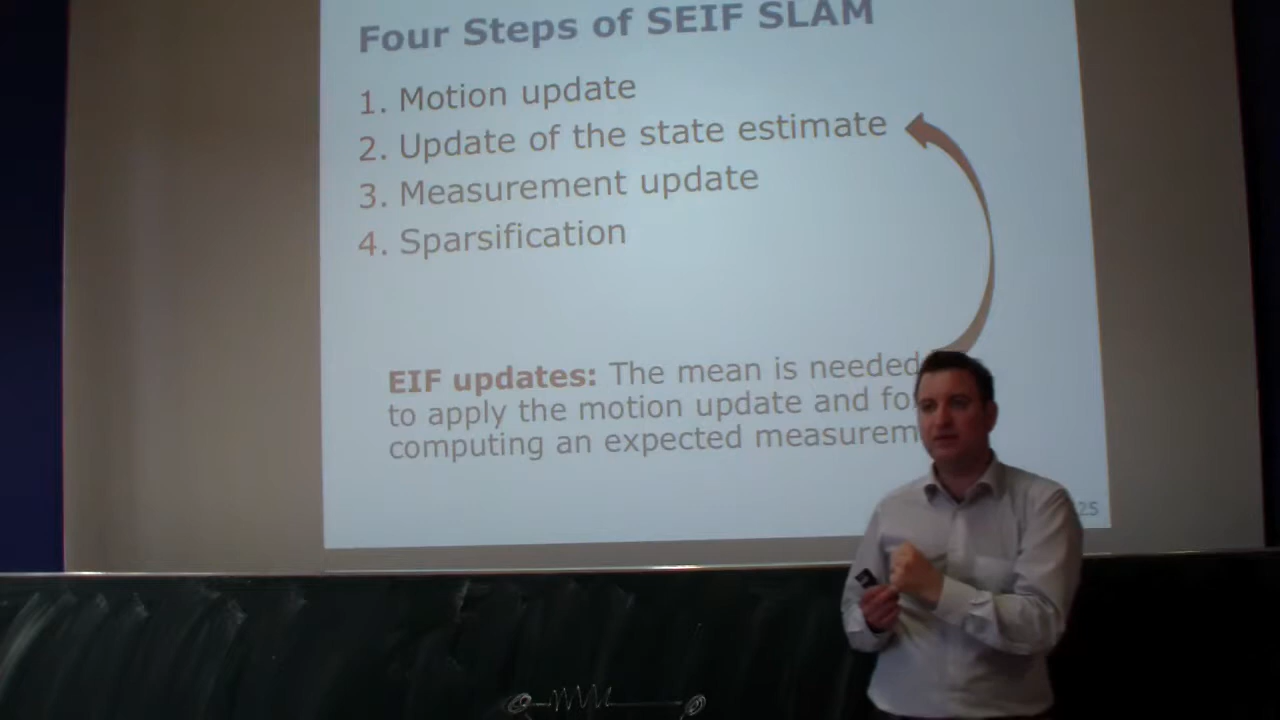 Four Steps of SEIF SLAM
1. Motion update
2. Update of the state estimate
3. Measurement update
4. Sparsification
EIF updates: The mean is needed
to apply the motion update and
computing an expected
25